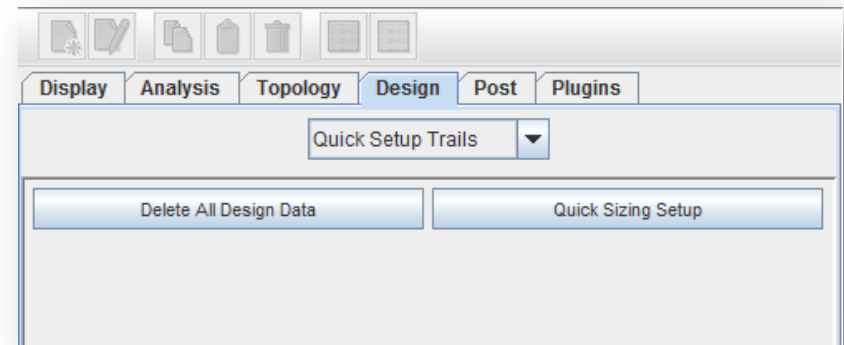 Display Analysis Topology Design Post Plugins
Quick Setup Trails
Delete All Design Data Quick Sizing Setup